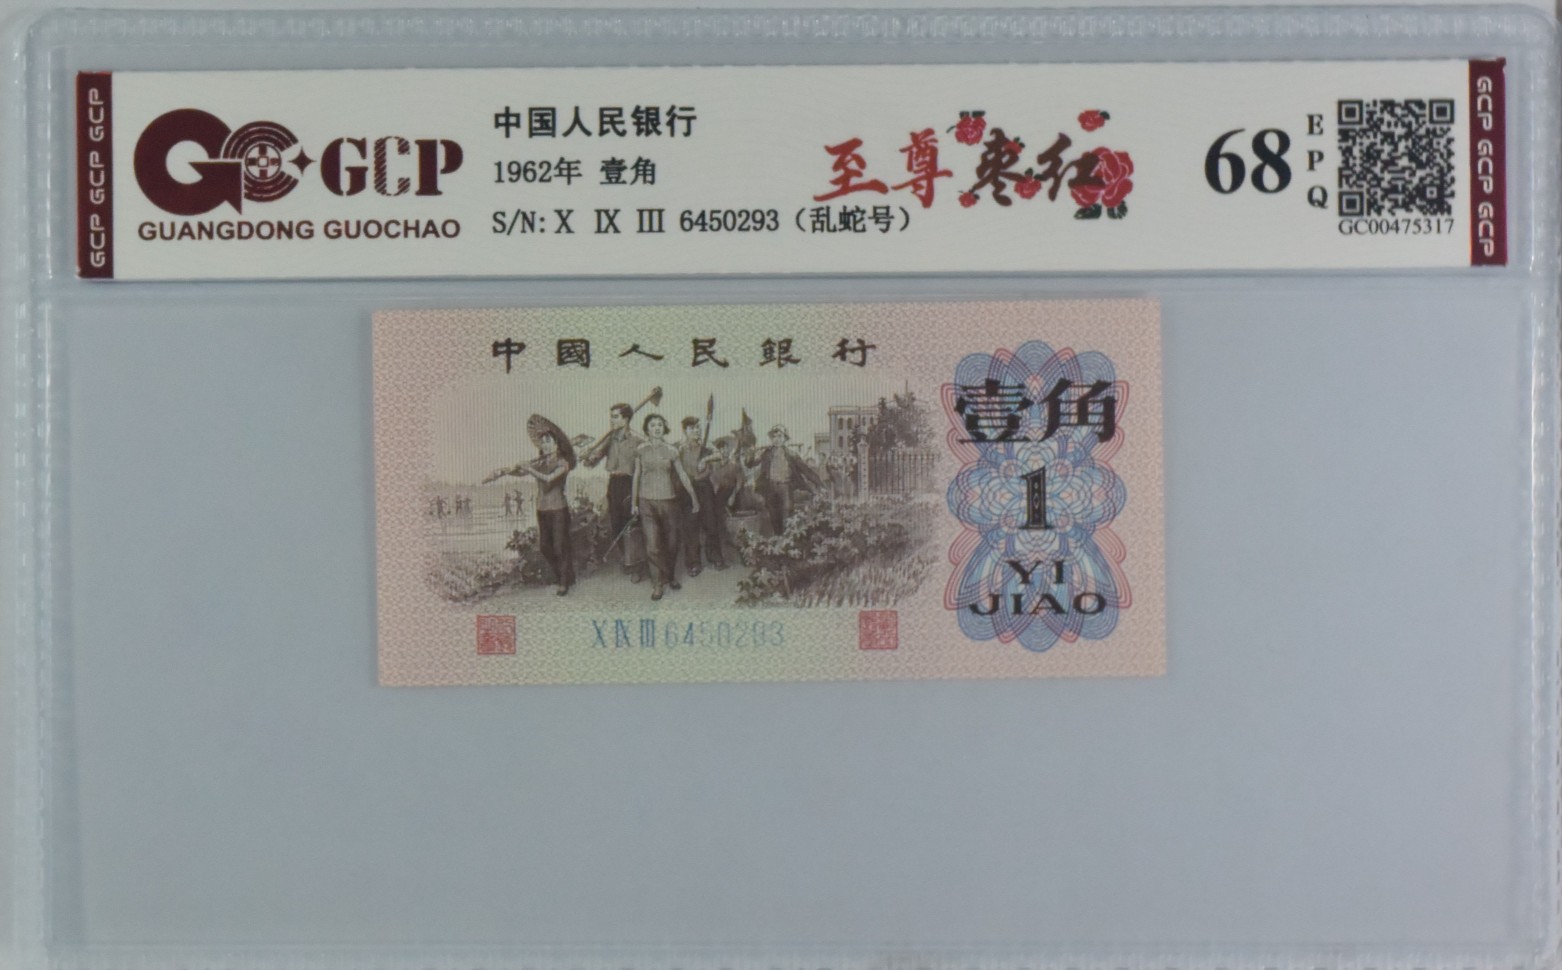 GCP GCP GCP
GCP
GUANGDONG GUOCHAO
中国人民银行
1962年 壹角
S/N: X IX III 6450293（乱蛇号）
至尊枣红
68
EPQ
GC00475317
GCP GCP GCP
中國人民銀行
壹角
1
YI
JIAO
X IX III 6450293